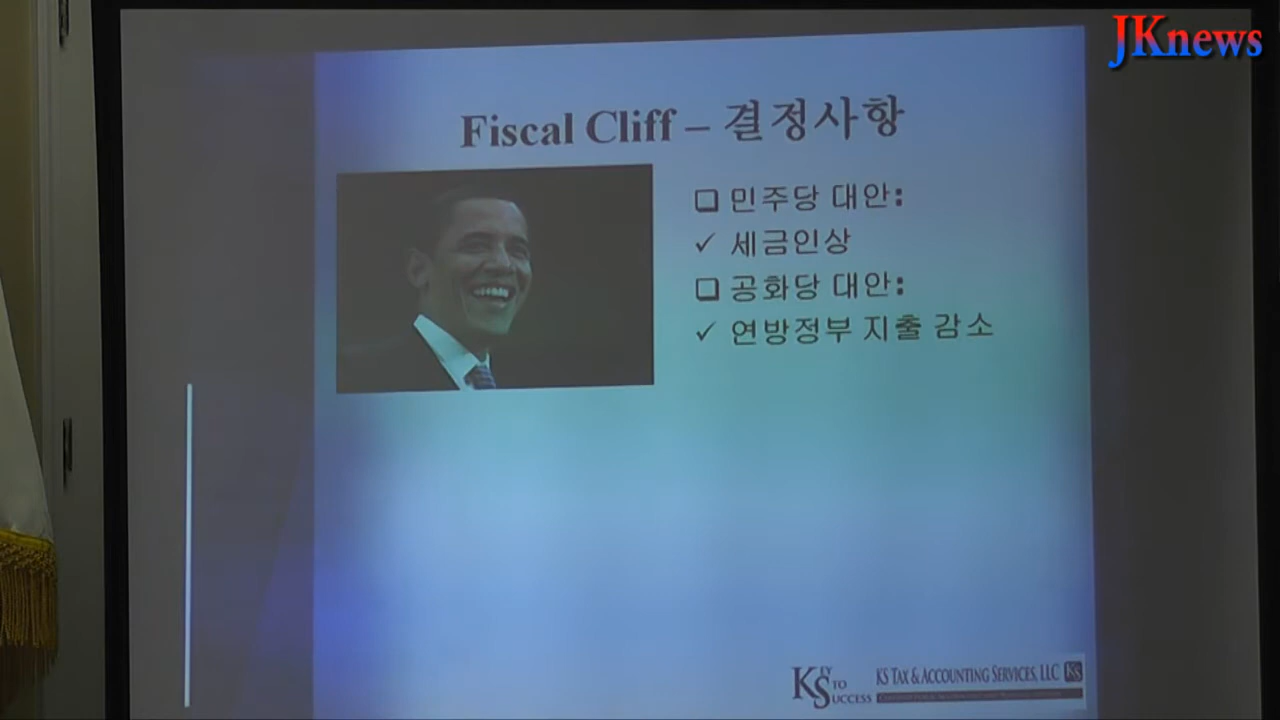 JKnews
Fiscal Cliff – 결정사항
❑ 민주당 대안:
✓ 세금인상
❑ 공화당 대안:
✓ 연방정부 지출 감소
KEY TO SUCCESS
KS TAX & ACCOUNTING SERVICES, LLC KS